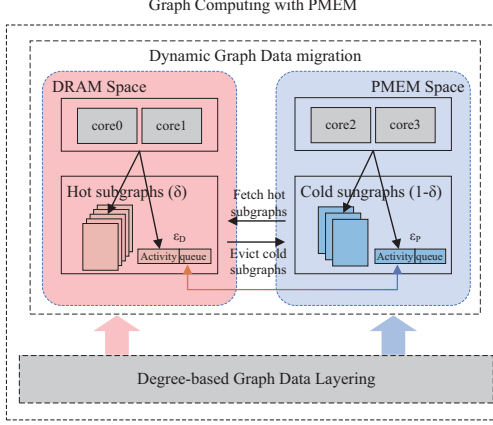 Graph Computing with PMEM
Dynamic Graph Data migration
DRAM Space
PMEM Space
core0
core1
core2
core3
Hot subgraphs (δ)
Fetch hot
subgraphs
Cold sungraphs (1-δ)
εD
Activity queue
Evict cold
subgraphs
εP
Activity queue
Degree-based Graph Data Layering